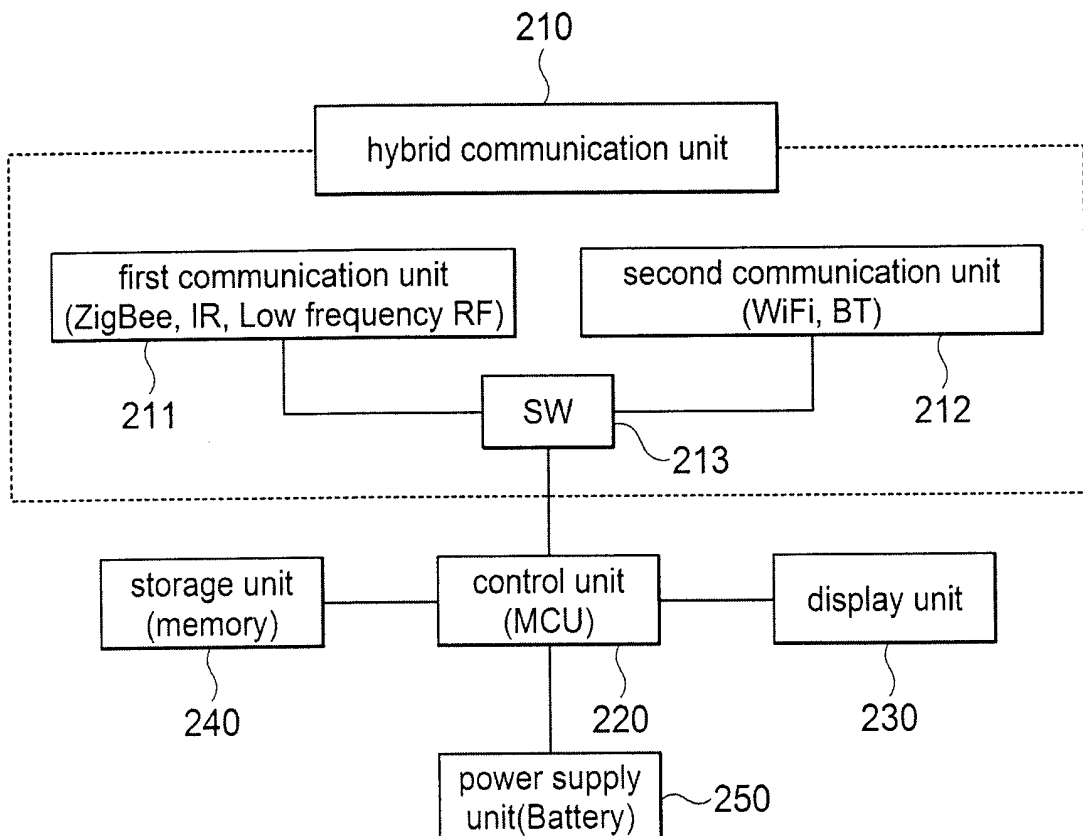 210
hybrid communication unit
first communication unit
(ZigBee, IR, Low frequency RF)
second communication unit
(WiFi, BT)
211
SW
212
213
storage unit
(memory)
control unit
(MCU)
display unit
240
220
230
power supply
unit(Battery)
250